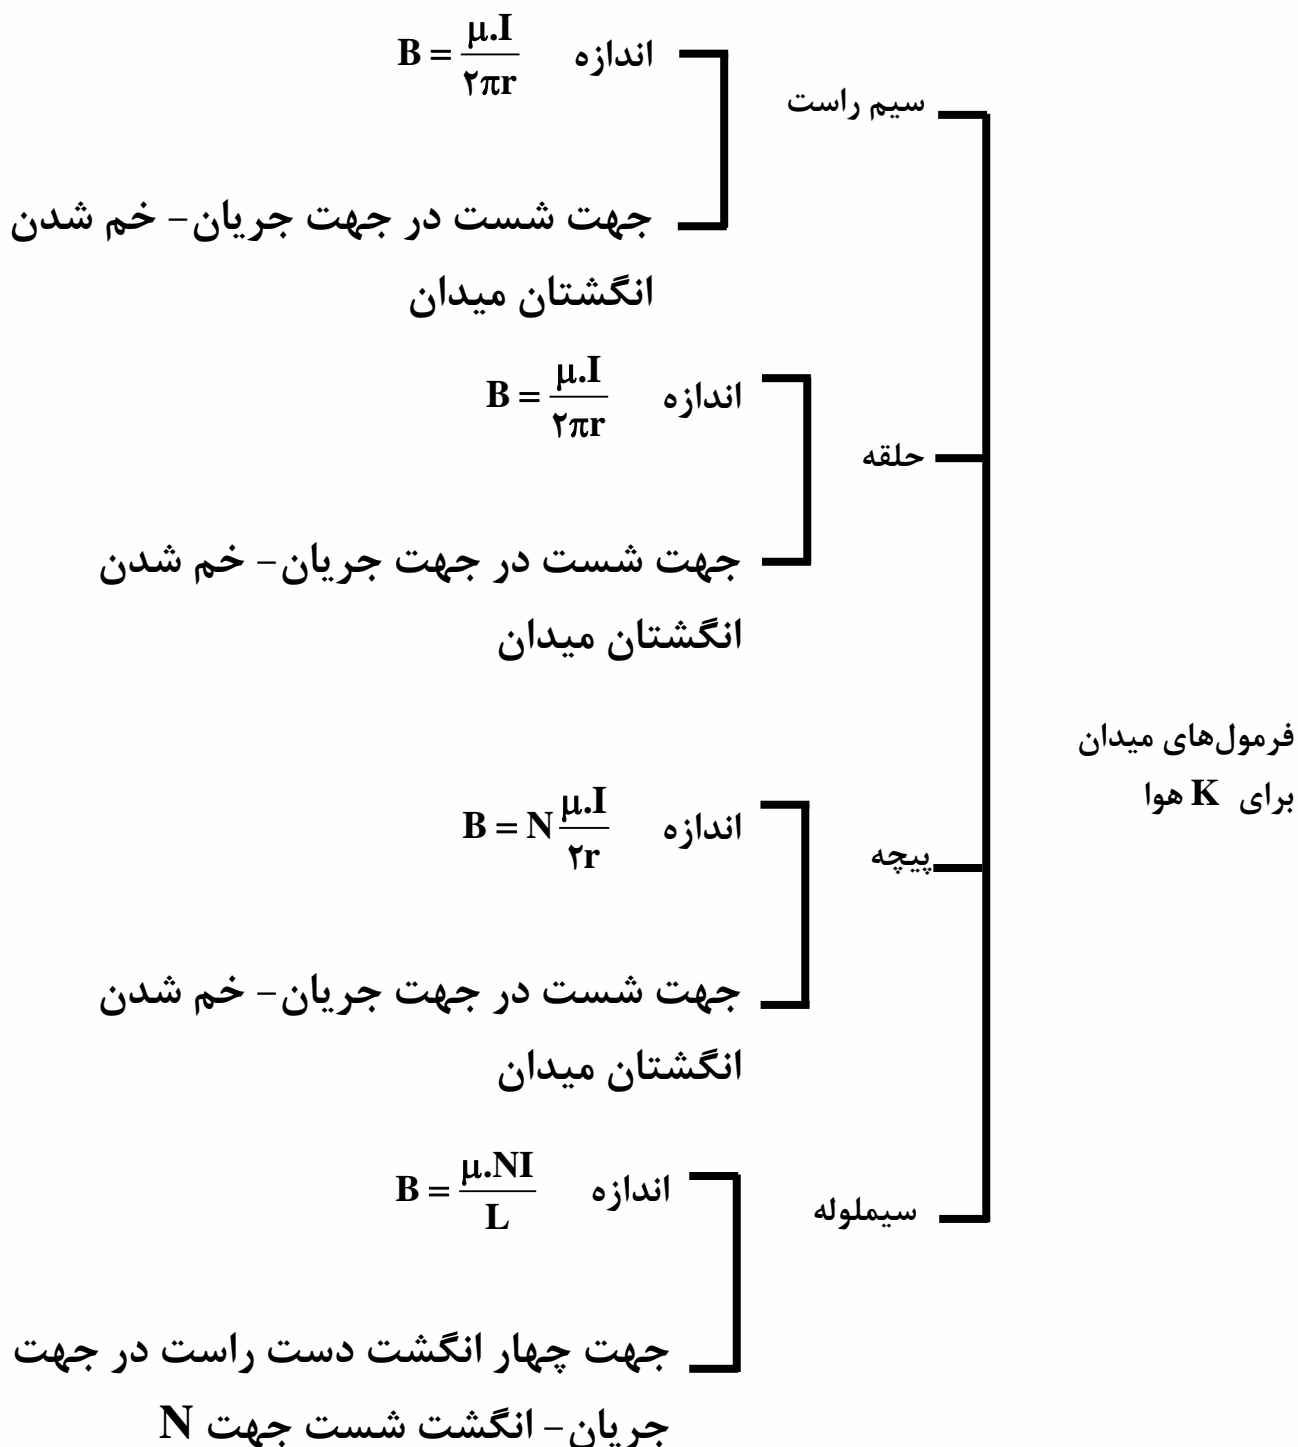 فرمول‌های میدان
برای K هوا
سیم راست
اندازه B = μ.I / ۲πr
جهت شست در جهت جریان- خم شدن
انگشتان میدان
حلقه
اندازه B = μ.I / ۲πr
جهت شست در جهت جریان- خم شدن
انگشتان میدان
پیچه
اندازه B = N μ.I / ۲r
جهت شست در جهت جریان- خم شدن
انگشتان میدان
سیملوله
اندازه B = μ.NI / L
جهت چهار انگشت دست راست در جهت
جریان- انگشت شست جهت N